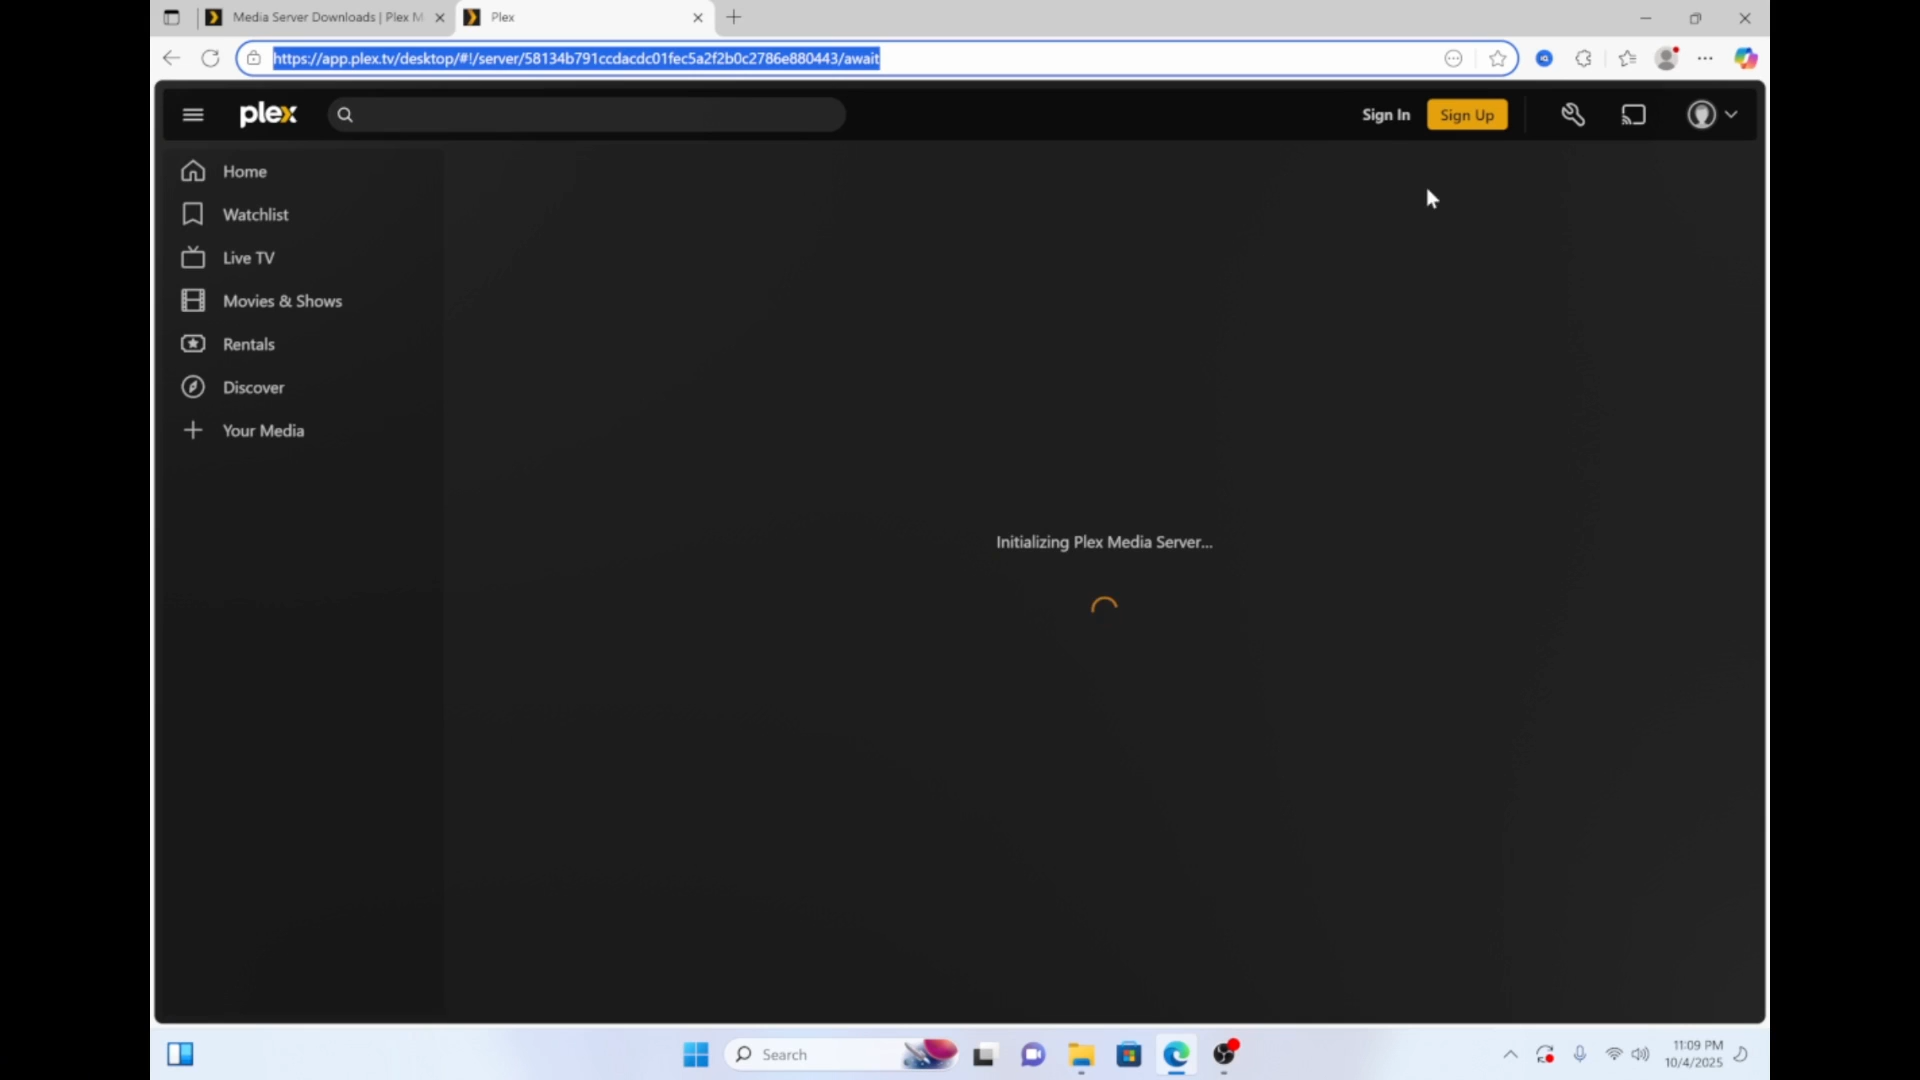 Media Server Downloads | Plex M
Plex
https://app.plex.tv/desktop/#!/server/58134b791ccdacdc01fec5a2f2b0c2786e880443/await
plex
Sign In
Sign Up
Home
Watchlist
Live TV
Movies & Shows
Rentals
Discover
Your Media
Initializing Plex Media Server...
Search
11:09 PM
10/4/2025